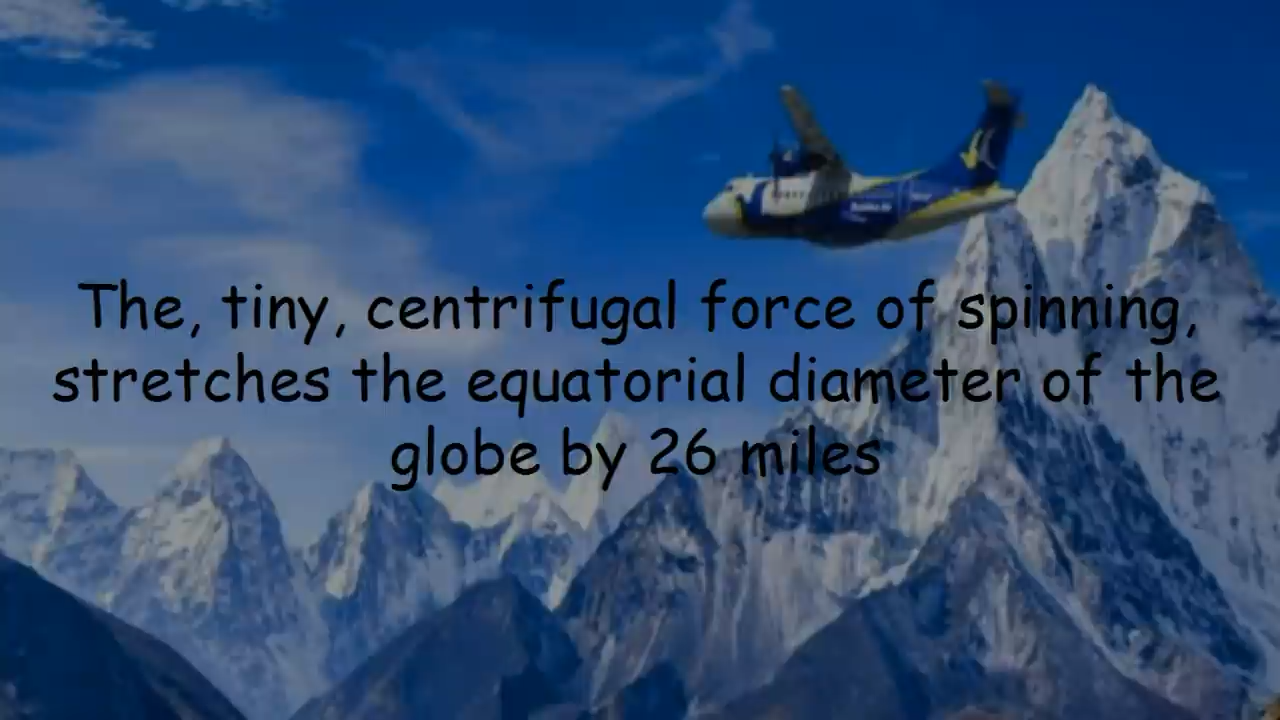 The, tiny, centrifugal force of spinning,
stretches the equatorial diameter of the
globe by 26 miles